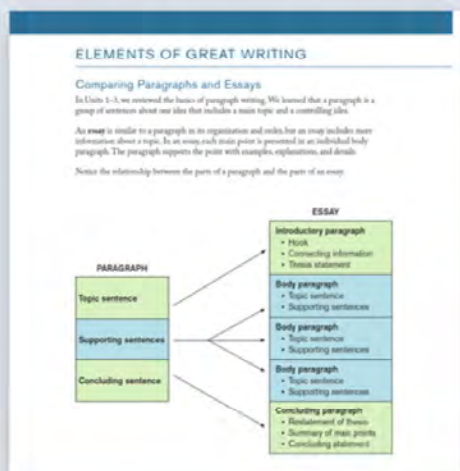 ELEMENTS OF GREAT WRITING
Comparing Paragraphs and Essays
In Units 1–3, we reviewed the basics of paragraph writing. We learned that a paragraph is a
group of sentences about one idea that includes a main topic and a controlling idea.
An essay is similar to a paragraph in its organization and order, but an essay includes more
information about a topic. In an essay, each main point is presented in an individual body
paragraph. The paragraph supports the point with examples, explanations, and details.
Notice the relationship between the parts of a paragraph and the parts of an essay.
PARAGRAPH
Topic sentence
Supporting sentences
Concluding sentence
ESSAY
Introductory paragraph
• Hook
• Connecting information
• Thesis statement
Body paragraph
• Topic sentence
• Supporting sentences
Body paragraph
• Topic sentence
• Supporting sentences
Body paragraph
• Topic sentence
• Supporting sentences
Concluding paragraph
• Restatement of thesis
• Summary of main points
• Concluding statement